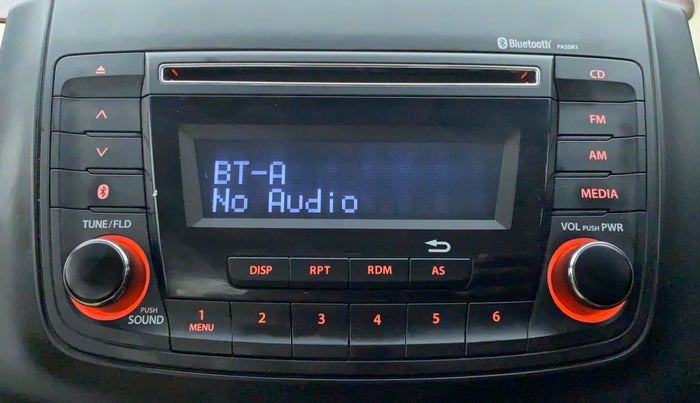 Bluetooth PA5SR1
CD
FM
AM
MEDIA
BT-A
No Audio
TUNE/FLD
VOL PUSH PWR
DISP RPT RDM AS
PUSH
SOUND
1 2 3 4 5 6
MENU